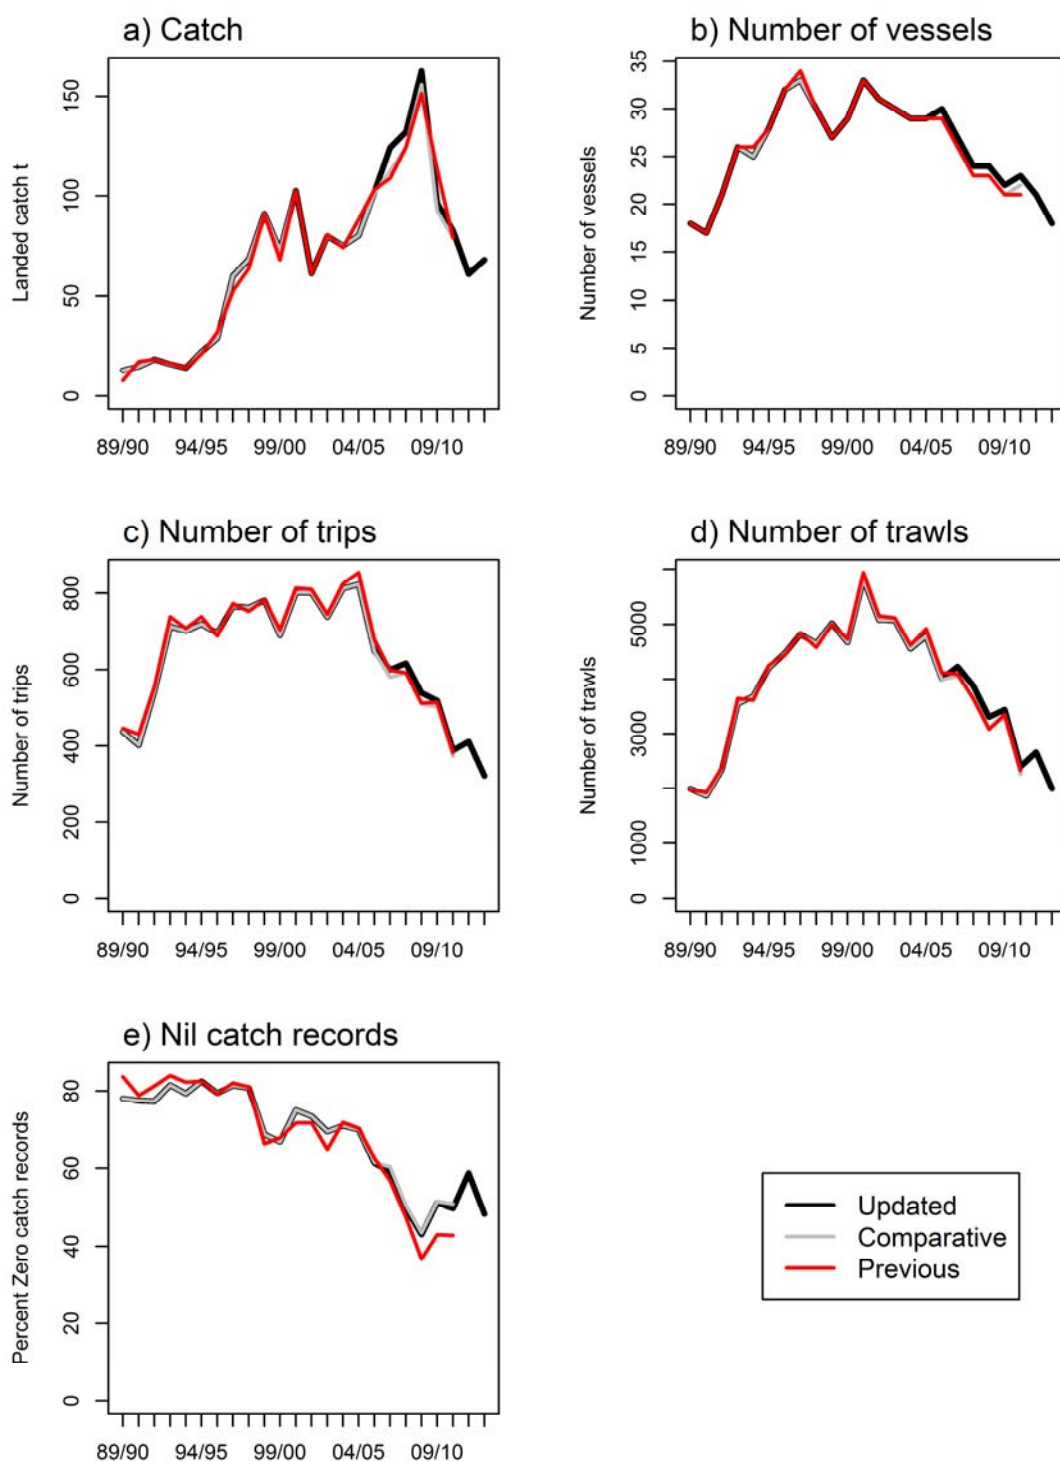 a) Catch
Landed catch t
150
100
50
0
89/90 94/95 99/00 04/05 09/10
b) Number of vessels
Number of vessels
35
30
25
20
15
10
5
0
89/90 94/95 99/00 04/05 09/10
c) Number of trips
Number of trips
800
600
400
200
0
89/90 94/95 99/00 04/05 09/10
d) Number of trawls
Number of trawls
5000
3000
1000
0
89/90 94/95 99/00 04/05 09/10
e) Nil catch records
Percent Zero catch records
80
60
40
20
0
89/90 94/95 99/00 04/05 09/10
Updated
Comparative
Previous